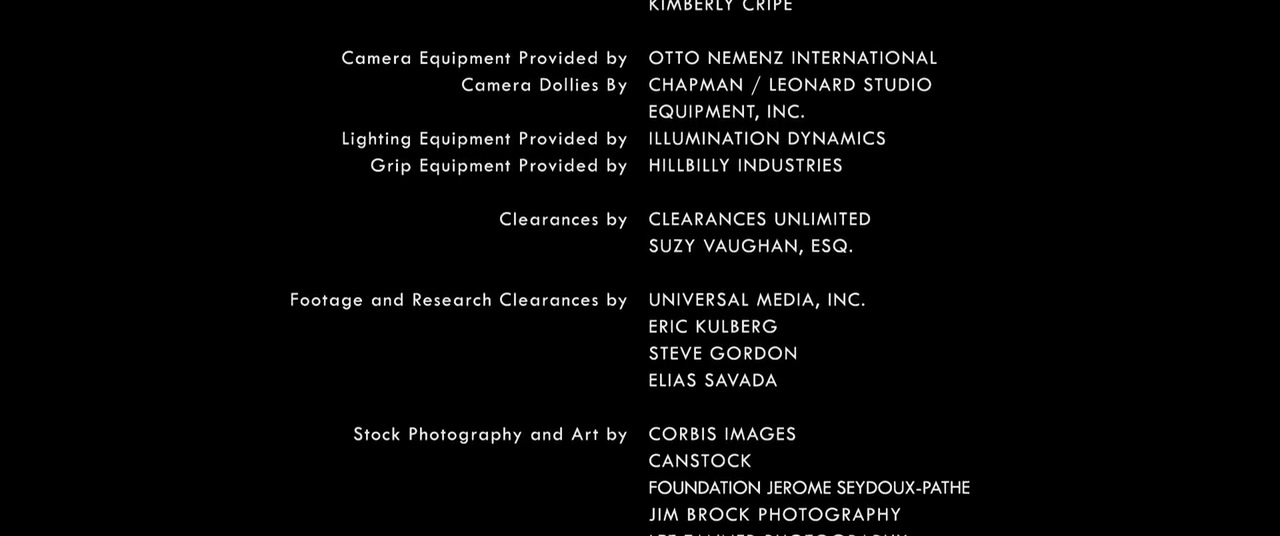 KIMBERLY CRIPE
Camera Equipment Provided by OTTO NEMENZ INTERNATIONAL
Camera Dollies By CHAPMAN / LEONARD STUDIO
EQUIPMENT, INC.
Lighting Equipment Provided by ILLUMINATION DYNAMICS
Grip Equipment Provided by HILLBILLY INDUSTRIES
Clearances by CLEARANCES UNLIMITED
SUZY VAUGHAN, ESQ.
Footage and Research Clearances by UNIVERSAL MEDIA, INC.
ERIC KULBERG
STEVE GORDON
ELIAS SAVADA
Stock Photography and Art by CORBIS IMAGES
CANSTOCK
FOUNDATION JEROME SEYDOUX-PATHE
JIM BROCK PHOTOGRAPHY